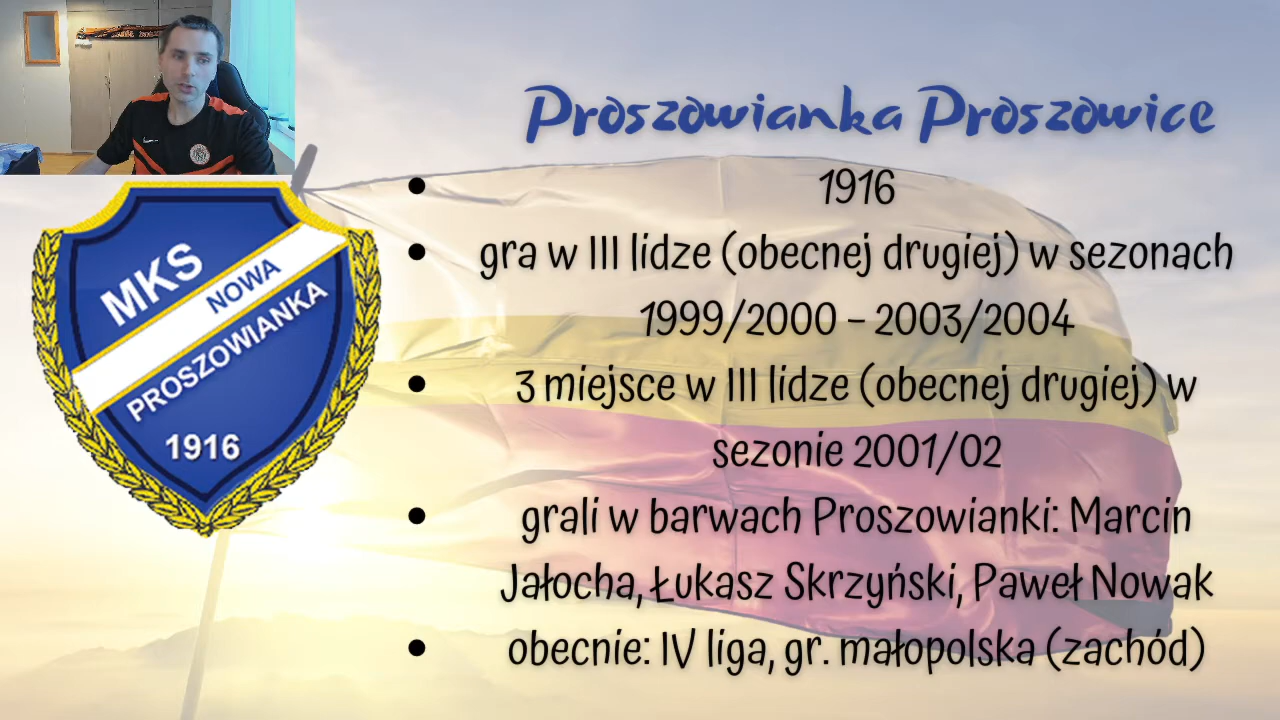 Proszowianka Proszowice
1916
gra w III lidze (obecnej drugiej) w sezonach
1999/2000 – 2003/2004
3 miejsce w III lidze (obecnej drugiej) w
sezonie 2001/02
grali w barwach Proszowianki: Marcin
Jałocha, Łukasz Skrzyński, Paweł Nowak
obecnie: IV liga, gr. małopolska (zachód)
MKS
NOWA
PROSZOWIANKA
1916